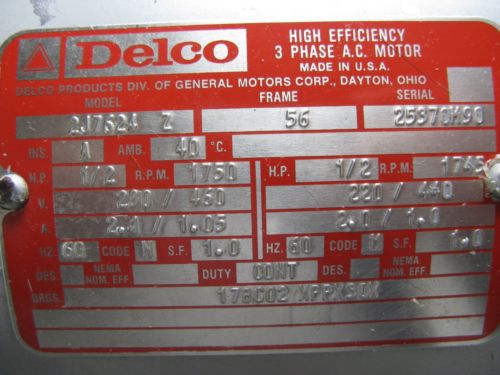 Delco
HIGH EFFICIENCY
3 PHASE A.C. MOTOR
MADE IN U.S.A.
DELCO PRODUCTS DIV. OF GENERAL MOTORS CORP., DAYTON, OHIO
MODEL FRAME SERIAL
2J7624 Z 56
INS. A AMB. 40 °C.
H.P. 1/2 R.P.M. 1750 H.P. 1/2 R.P.M.
V. 230 / 460 220 / 440
A. 2.1 / 1.05 2.0 / 1.0
HZ. 60 CODE M S.F. 1.0 HZ. 60 CODE M S.F. 1.0
DES. NEMA NOM. EFF. DUTY CONT DES. NEMA NOM. EFF.
BRGS.